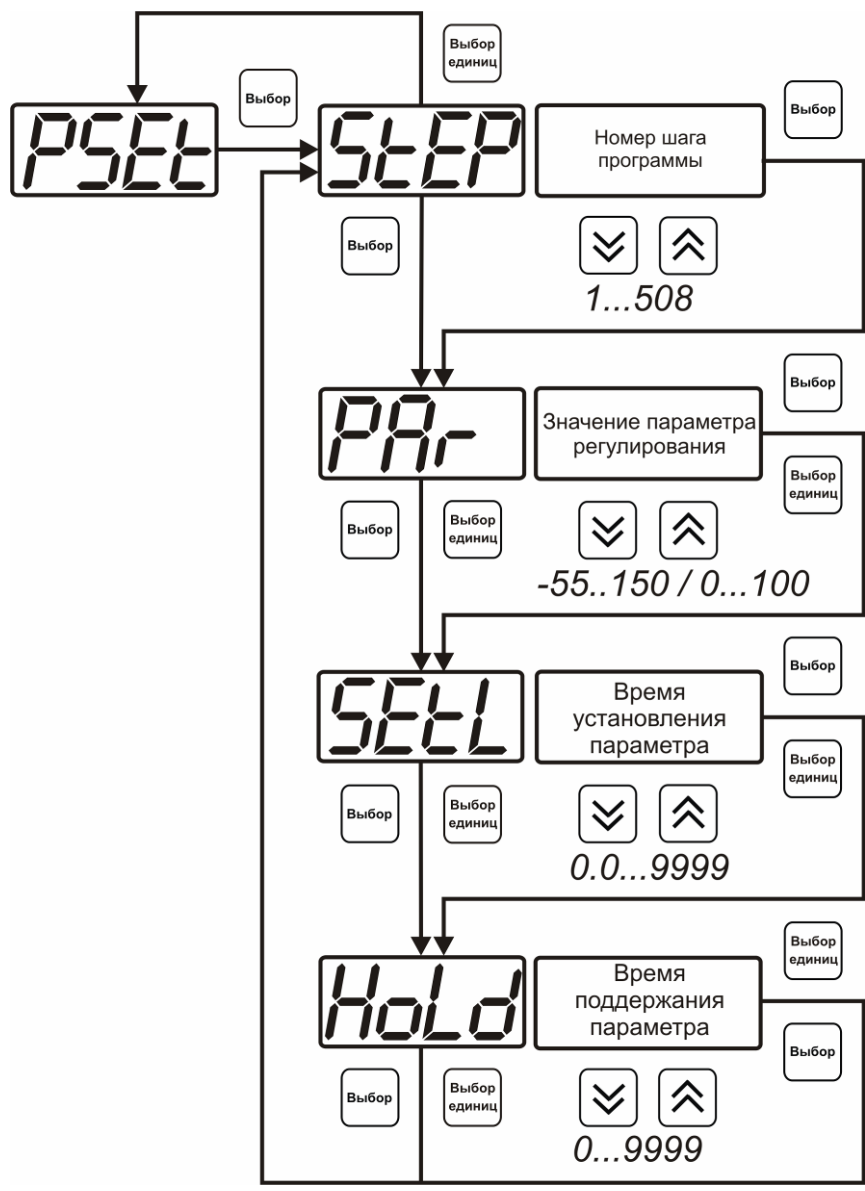 Выбор
единиц
Выбор
Выбор
PSEt
StEP
Номер шага
программы
Выбор
1...508
Выбор
PAr
Значение параметра
регулирования
Выбор
единиц
Выбор
Выбор
единиц
-55..150 / 0...100
Выбор
SEtL
Время
установления
параметра
Выбор
единиц
Выбор
Выбор
единиц
0.0...9999
Выбор
единиц
HoLd
Время
поддержания
параметра
Выбор
Выбор
Выбор
единиц
0...9999